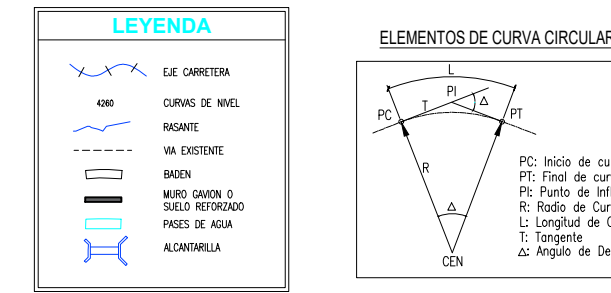 LEYENDA
EJE CARRETERA
4260 CURVAS DE NIVEL
RASANTE
VIA EXISTENTE
BADEN
MURO GAVION O
SUELO REFORZADO
PASES DE AGUA
ALCANTARILLA
ELEMENTOS DE CURVA CIRCULAR
L
PI
PC T Δ PT
R
Δ
CEN
PC: Inicio de
PT: Final de
PI: Punto de
R: Radio de
L: Longitud de
T: Tangente
Δ: Angulo de